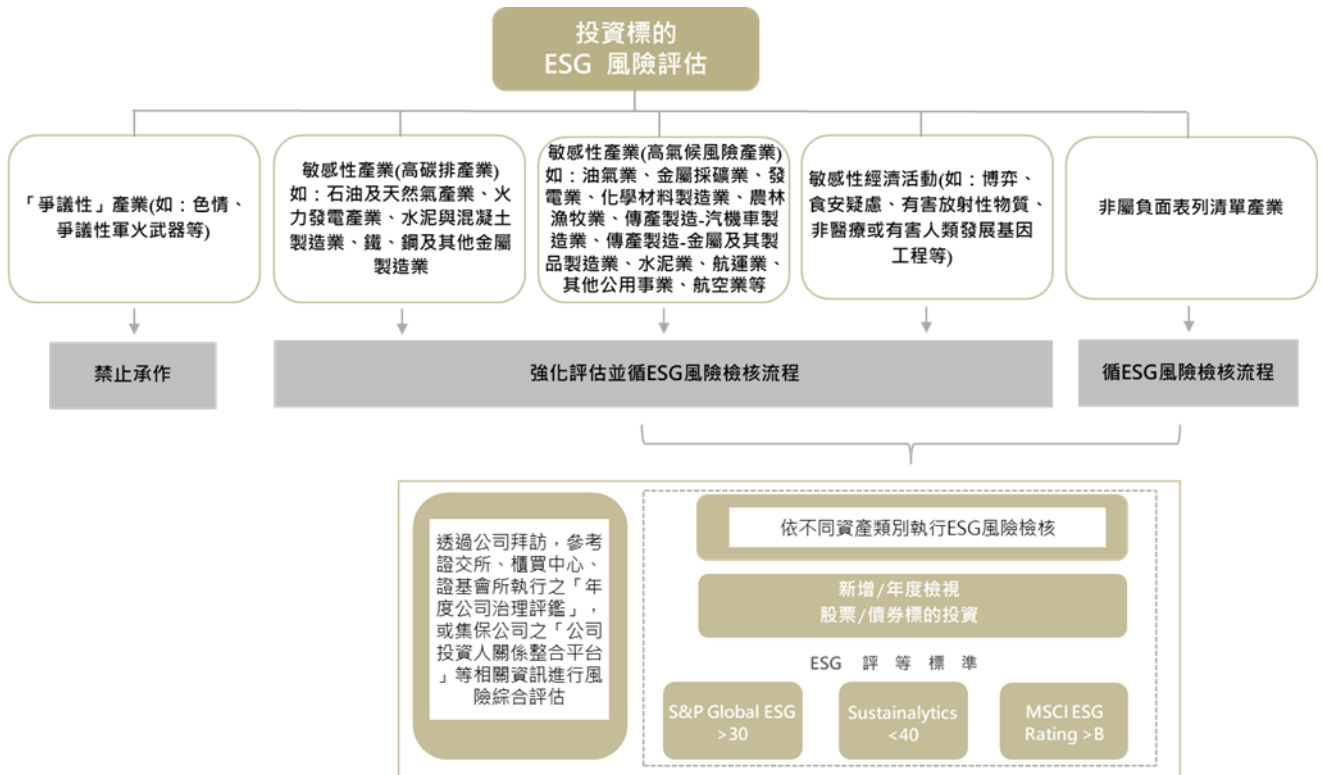 投資標的
ESG 風險評估
「爭議性」產業(如：色情、
爭議性軍火武器等)
敏感性產業(高碳排產業)
如：石油及天然氣產業、火
力發電產業、水泥與混凝土
製造業、鐵、鋼及其他金屬
製造業
敏感性產業(高氣候風險產業)
如：油氣業、金屬採礦業、發
電業、化學材料製造業、農林
漁牧業、傳產製造-汽機車製
造業、傳產製造-金屬及其製
品製造業、水泥業、航運業、
其他公用事業、航空業等
敏感性經濟活動(如：博弈、
食安疑慮、有害放射性物質、
非醫療或有害人類發展基因
工程等)
非屬負面表列清單產業
禁止承作
強化評估並循ESG風險檢核流程
循ESG風險檢核流程
透過公司拜訪，參考
證交所、櫃買中心、
證基會所執行之「年
度公司治理評鑑」，
或集保公司之「公司
投資人關係整合平台
」等相關資訊進行風
險綜合評估
依不同資產類別執行ESG風險檢核
新增/年度檢視
股票/債券標的投資
ESG 評等標準
S&P Global ESG
>30
Sustainalytics
<40
MSCI ESG
Rating >B